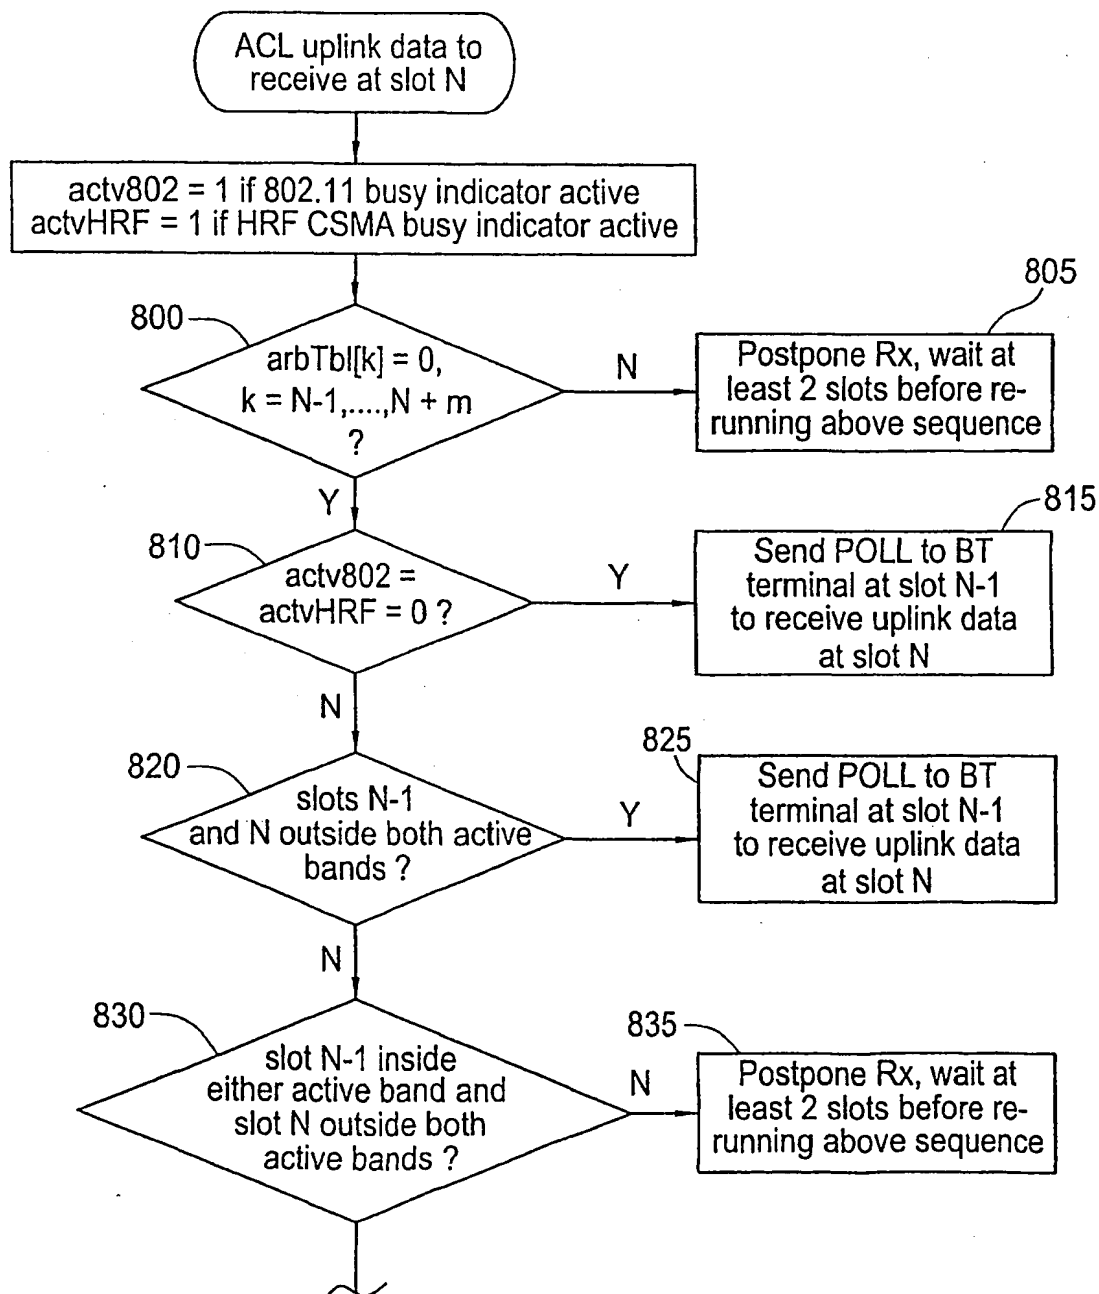 ACL uplink data to
receive at slot N
actv802 = 1 if 802.11 busy indicator active
actvHRF = 1 if HRF CSMA busy indicator active
800
arbTbl[k] = 0,
k = N-1,....,N + m
?
N
805
Postpone Rx, wait at
least 2 slots before re-
running above sequence
Y
810
actv802 =
actvHRF = 0 ?
Y
815
Send POLL to BT
terminal at slot N-1
to receive uplink data
at slot N
N
820
slots N-1
and N outside both active
bands ?
Y
825
Send POLL to BT
terminal at slot N-1
to receive uplink data
at slot N
N
830
slot N-1 inside
either active band and
slot N outside both
active bands ?
N
835
Postpone Rx, wait at
least 2 slots before re-
running above sequence